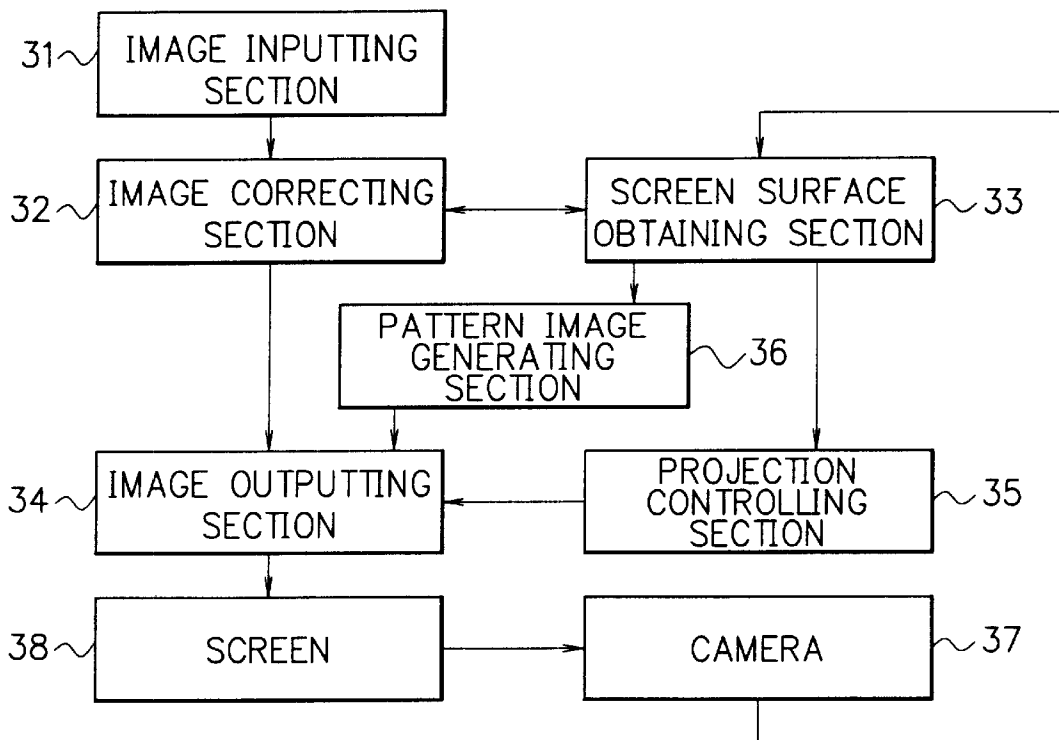 31
IMAGE INPUTTING
SECTION
32
IMAGE CORRECTING
SECTION
SCREEN SURFACE
OBTAINING SECTION
33
PATTERN IMAGE
GENERATING
SECTION
36
34
IMAGE OUTPUTTING
SECTION
PROJECTION
CONTROLLING
SECTION
35
38
SCREEN
CAMERA
37